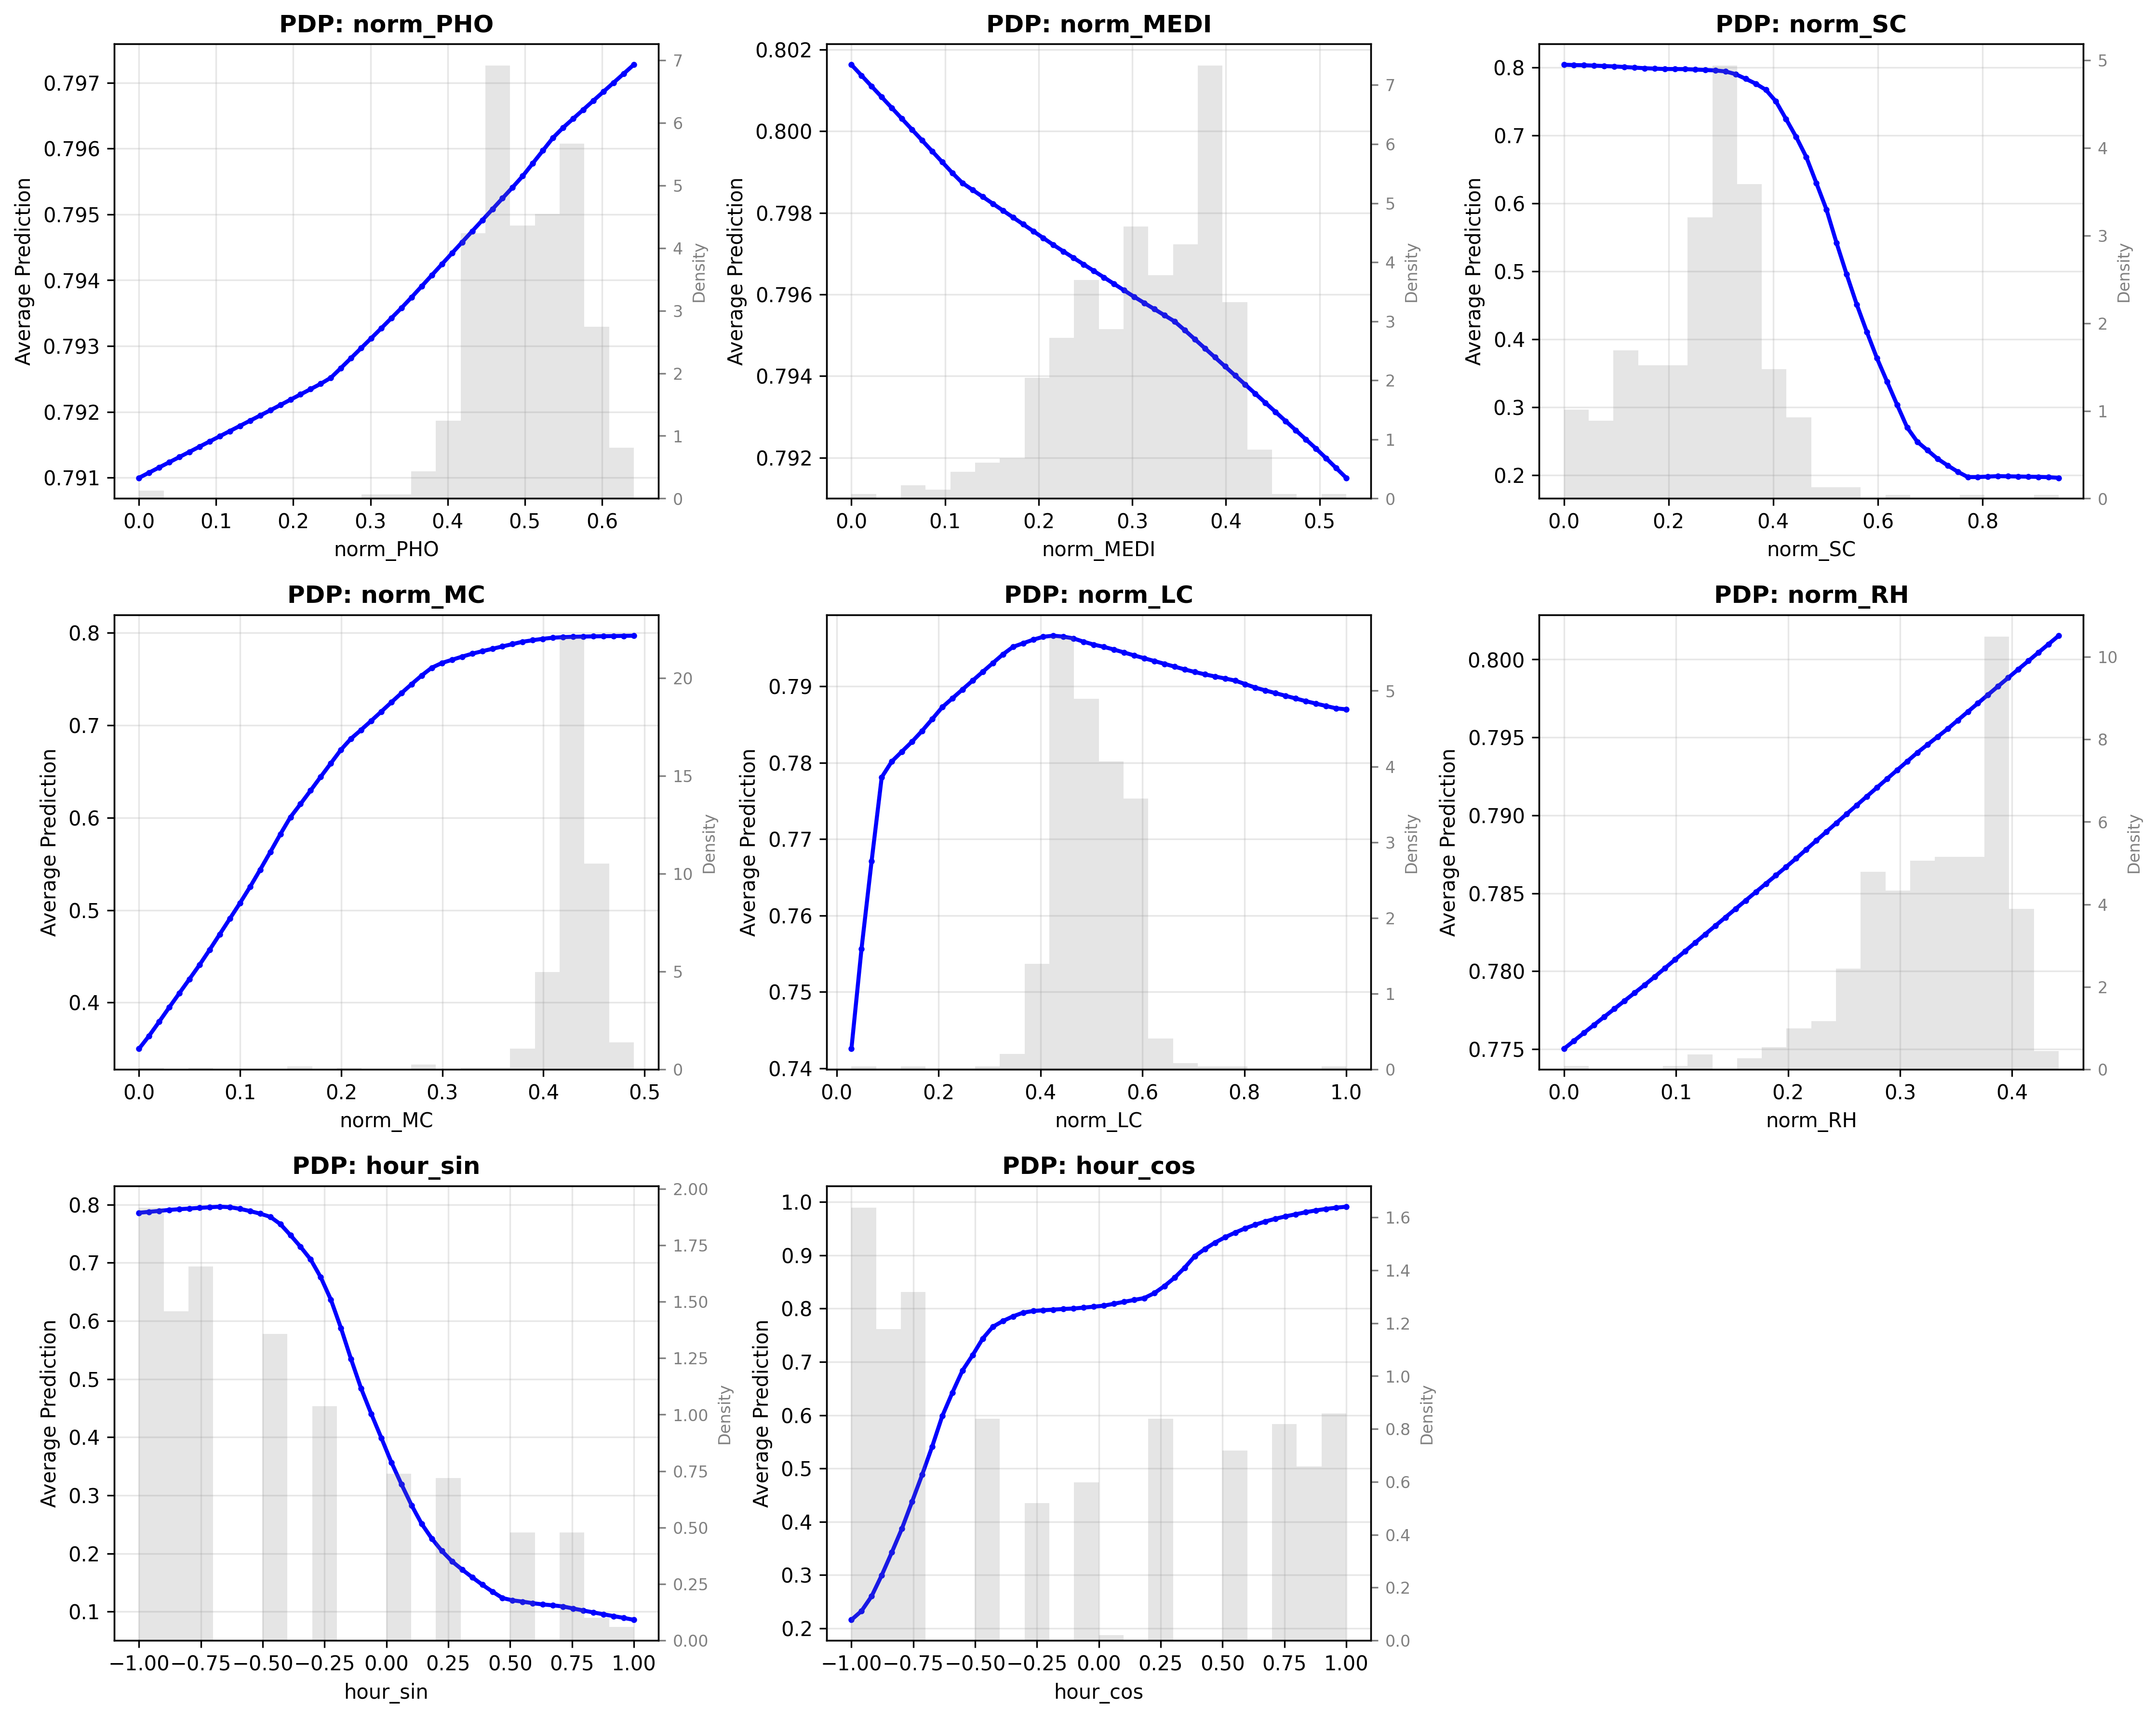 PDP: norm_PHO
Average Prediction
0.797
0.796
0.795
0.794
0.793
0.792
0.791
7
6
5
4
3
2
1
0
Density
0.0 0.1 0.2 0.3 0.4 0.5 0.6
norm_PHO
PDP: norm_MEDI
Average Prediction
0.802
0.800
0.798
0.796
0.794
0.792
7
6
5
4
3
2
1
0
Density
0.0 0.1 0.2 0.3 0.4 0.5
norm_MEDI
PDP: norm_SC
Average Prediction
0.8
0.7
0.6
0.5
0.4
0.3
0.2
5
4
3
2
1
0
Density
0.0 0.2 0.4 0.6 0.8
norm_SC
PDP: norm_MC
Average Prediction
0.8
0.7
0.6
0.5
0.4
20
15
10
5
0
Density
0.0 0.1 0.2 0.3 0.4 0.5
norm_MC
PDP: norm_LC
Average Prediction
0.79
0.78
0.77
0.76
0.75
0.74
5
4
3
2
1
0
Density
0.0 0.2 0.4 0.6 0.8 1.0
norm_LC
PDP: norm_RH
Average Prediction
0.800
0.795
0.790
0.785
0.780
0.775
10
8
6
4
2
0
Density
0.0 0.1 0.2 0.3 0.4
norm_RH
PDP: hour_sin
Average Prediction
0.8
0.7
0.6
0.5
0.4
0.3
0.2
0.1
2.00
1.75
1.50
1.25
1.00
0.75
0.50
0.25
0.00
Density
−1.00 −0.75 −0.50 −0.25 0.00 0.25 0.50 0.75 1.00
hour_sin
PDP: hour_cos
Average Prediction
1.0
0.9
0.8
0.7
0.6
0.5
0.4
0.3
0.2
1.6
1.4
1.2
1.0
0.8
0.6
0.4
0.2
0.0
Density
−1.00 −0.75 −0.50 −0.25 0.00 0.25 0.50 0.75 1.00
hour_cos